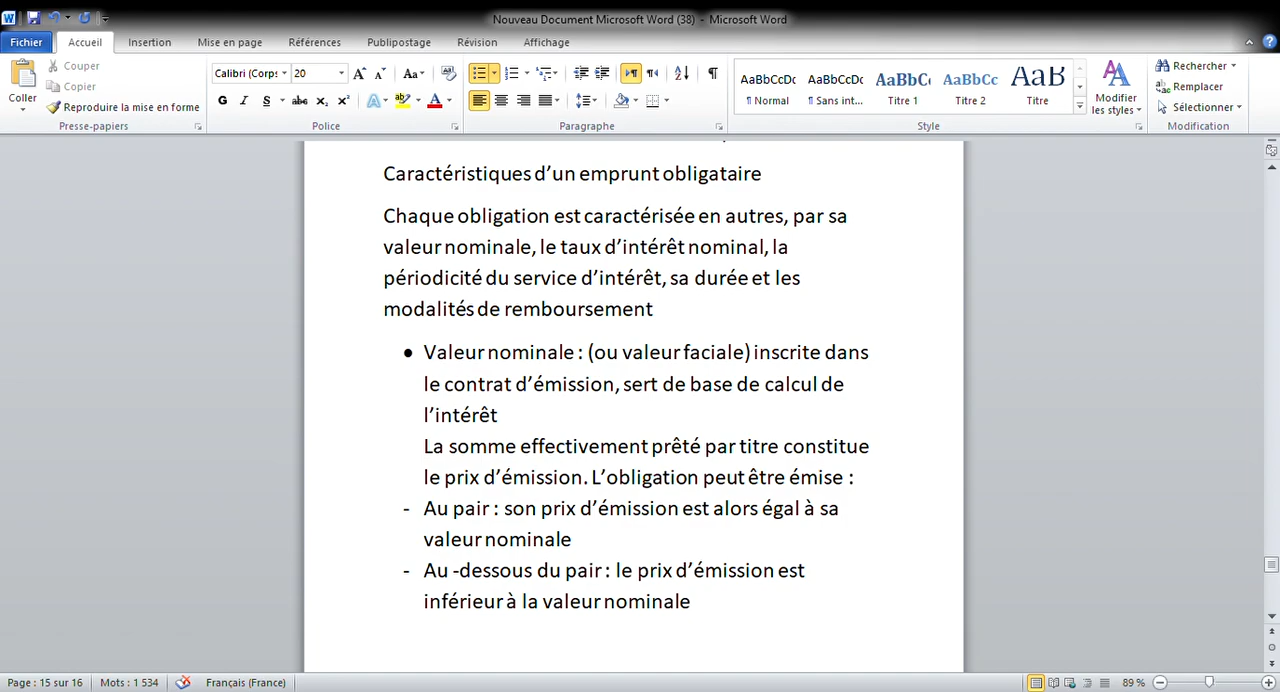 Nouveau Document Microsoft Word (38) - Microsoft Word
Fichier Accueil Insertion Mise en page Références Publipostage Révision Affichage
Coller
Couper
Copier
Reproduire la mise en forme
Presse-papiers
Calibri (Corps 20
G I S abc x₂ x²
Police
Paragraphe
AaBbCcDc AaBbCcDc AaBbC AaBbCc AaB
¶ Normal ¶ Sans int... Titre 1 Titre 2 Titre
Modifier
les styles
Style
Rechercher
Remplacer
Sélectionner
Modification
Caractéristiques d’un emprunt obligataire
Chaque obligation est caractérisée en autres, par sa
valeur nominale, le taux d’intérêt nominal, la
périodicité du service d’intérêt, sa durée et les
modalités de remboursement
• Valeur nominale : (ou valeur faciale) inscrite dans
le contrat d’émission, sert de base de calcul de
l’intérêt
La somme effectivement prêté par titre constitue
le prix d’émission. L’obligation peut être émise :
- Au pair : son prix d’émission est alors égal à sa
valeur nominale
- Au -dessous du pair : le prix d’émission est
inférieur à la valeur nominale
Page : 15 sur 16 Mots : 1 534 Français (France) 89 %